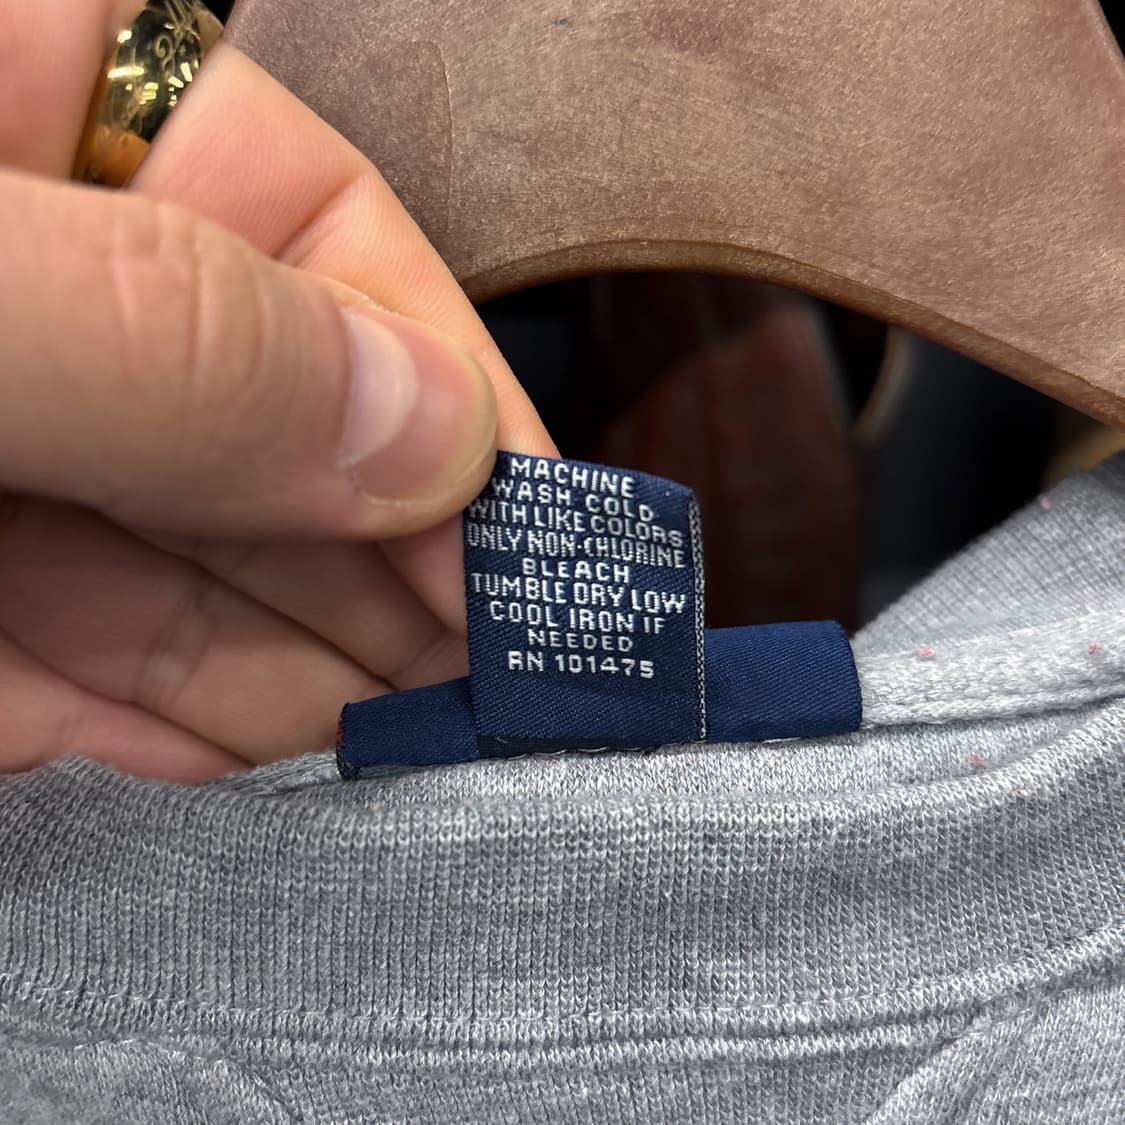 MACHINE
WASH COLD
WITH LIKE COLORS
ONLY NON-CHLORINE
BLEACH
TUMBLE DRY LOW
COOL IRON IF
NEEDED
RN 101475